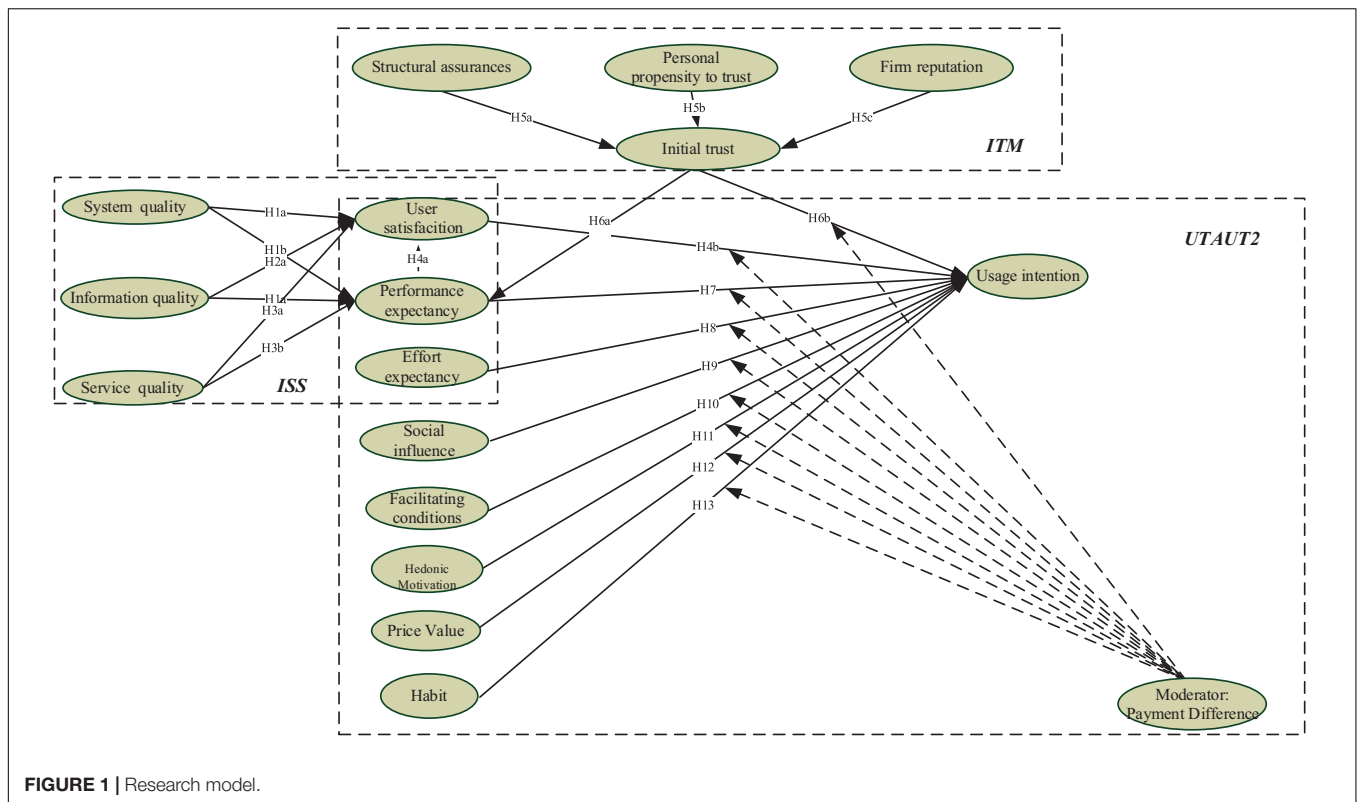 Structural assurances
Personal
propensity to trust
Firm reputation
H5a
H5b
H5c
Initial trust
ITM
System quality
H1a
User
satisfacition
H6a
H6b
UTAUT2
H1b
H2a
H4a
H4b
Usage intention
Information quality
H1a
H3a
Performance
expectancy
H7
H3b
H8
Service quality
ISS
Effort
expectancy
H9
H10
Social
influence
H11
H12
Facilitating
conditions
H13
Hedonic
Motivation
Price Value
Habit
Moderator:
Payment Difference
FIGURE 1 | Research model.